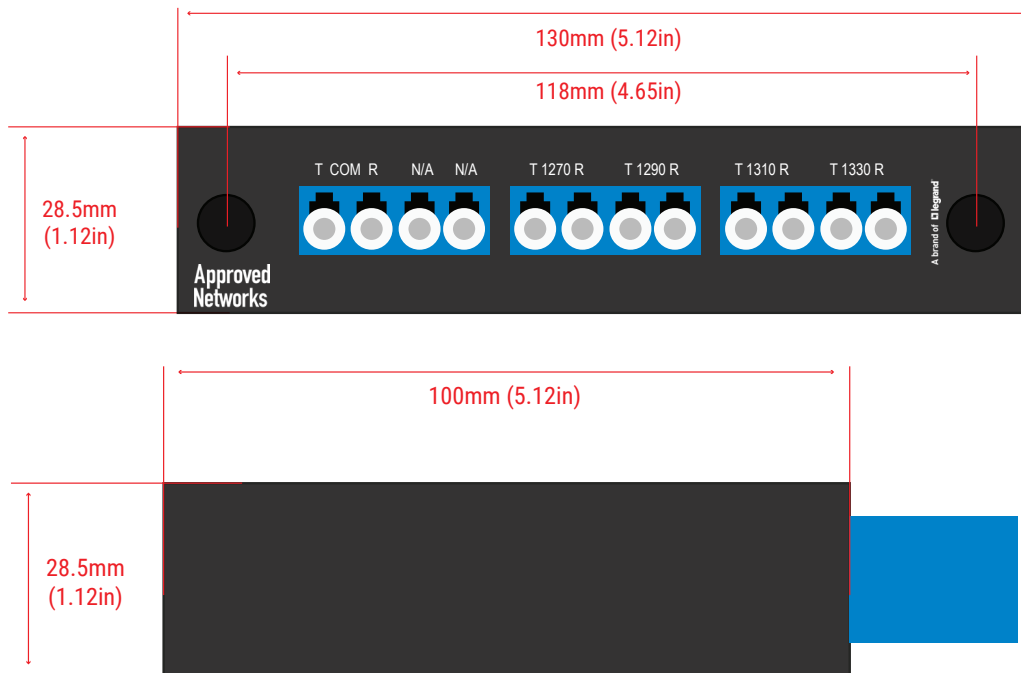 130mm (5.12in)
118mm (4.65in)
T COM R N/A N/A T 1270 R T 1290 R T 1310 R T 1330 R
28.5mm
(1.12in)
A brand of legrand
Approved
Networks
100mm (5.12in)
28.5mm
(1.12in)